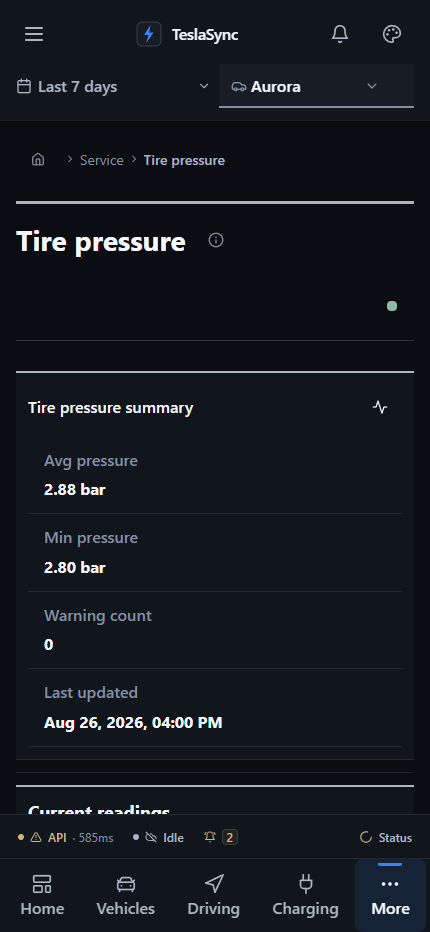 TeslaSync
Last 7 days
Aurora
Service
Tire pressure
Tire pressure
Tire pressure summary
Avg pressure
2.88 bar
Min pressure
2.80 bar
Warning count
0
Last updated
Aug 26, 2026, 04:00 PM
Current readings
API · 585ms
Idle
2
Status
Home
Vehicles
Driving
Charging
More